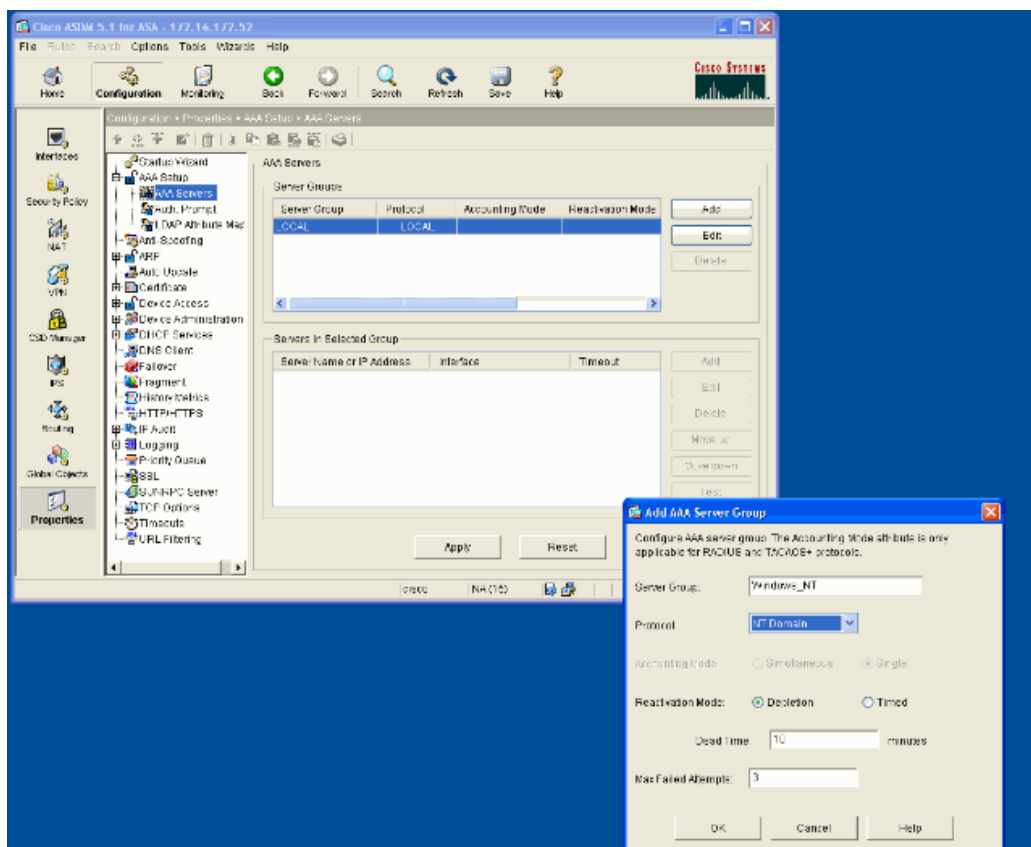 Cisco ASDM 5.1 for ASA - 172.16.172.52
File Rules Search Options Tools Wizards Help
Home Configuration Monitoring Back Forward Search Refresh Save Help
CISCO SYSTEMS
Configuration > Properties > AAA Setup > AAA Servers
Interfaces
Security Policy
NAT
VPN
CSD Manager
IPS
Routing
Global Objects
Properties
Startup Wizard
AAA Setup
AAA Servers
Auth. Prompt
LDAP Attribute Map
Anti-Spoofing
ARP
Auto Update
Certificate
Device Access
Device Administration
DHCP Services
DNS Client
Failover
Fragment
History Metrics
HTTP/HTTPS
IP Audit
Logging
Priority Queue
SSL
SUNRPC Server
TCP Options
Timeouts
URL Filtering
AAA Servers
Server Groups
Server Group Protocol Accounting Mode Reactivation Mode
LOCAL LOCAL
Add
Edit
Delete
Servers in Selected Group
Server Name or IP Address Interface Timeout
Add
Edit
Delete
Move up
Move down
Test
Apply Reset
cisco NA (15)
Add AAA Server Group
Configure AAA server group. The Accounting Mode attribute is only
applicable for RADIUS and TACACS+ protocols.
Server Group: Windows_NT
Protocol NT Domain
Accounting Mode Simultaneous Single
Reactivation Mode: Depletion Timed
Dead Time 10 minutes
Max Failed Attempts: 3
OK Cancel Help